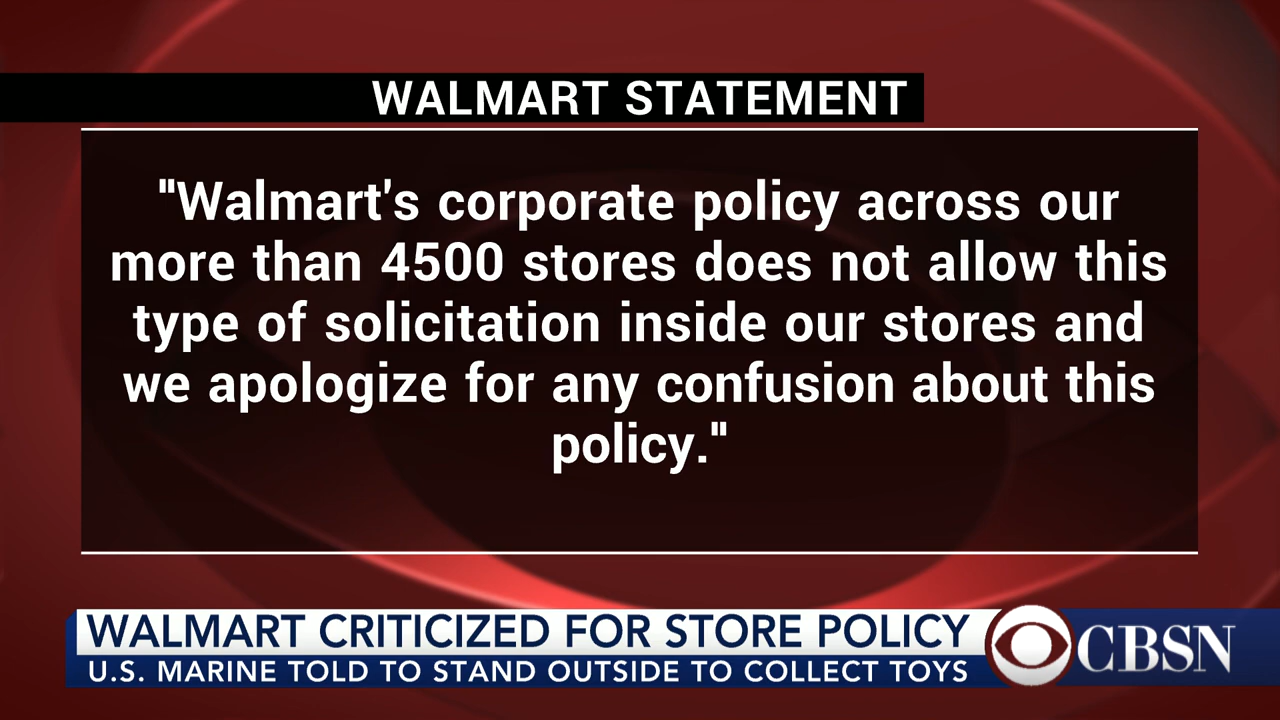 WALMART STATEMENT
"Walmart's corporate policy across our
more than 4500 stores does not allow this
type of solicitation inside our stores and
we apologize for any confusion about this
policy."
WALMART CRITICIZED FOR STORE POLICY
U.S. MARINE TOLD TO STAND OUTSIDE TO COLLECT TOYS
CBSN